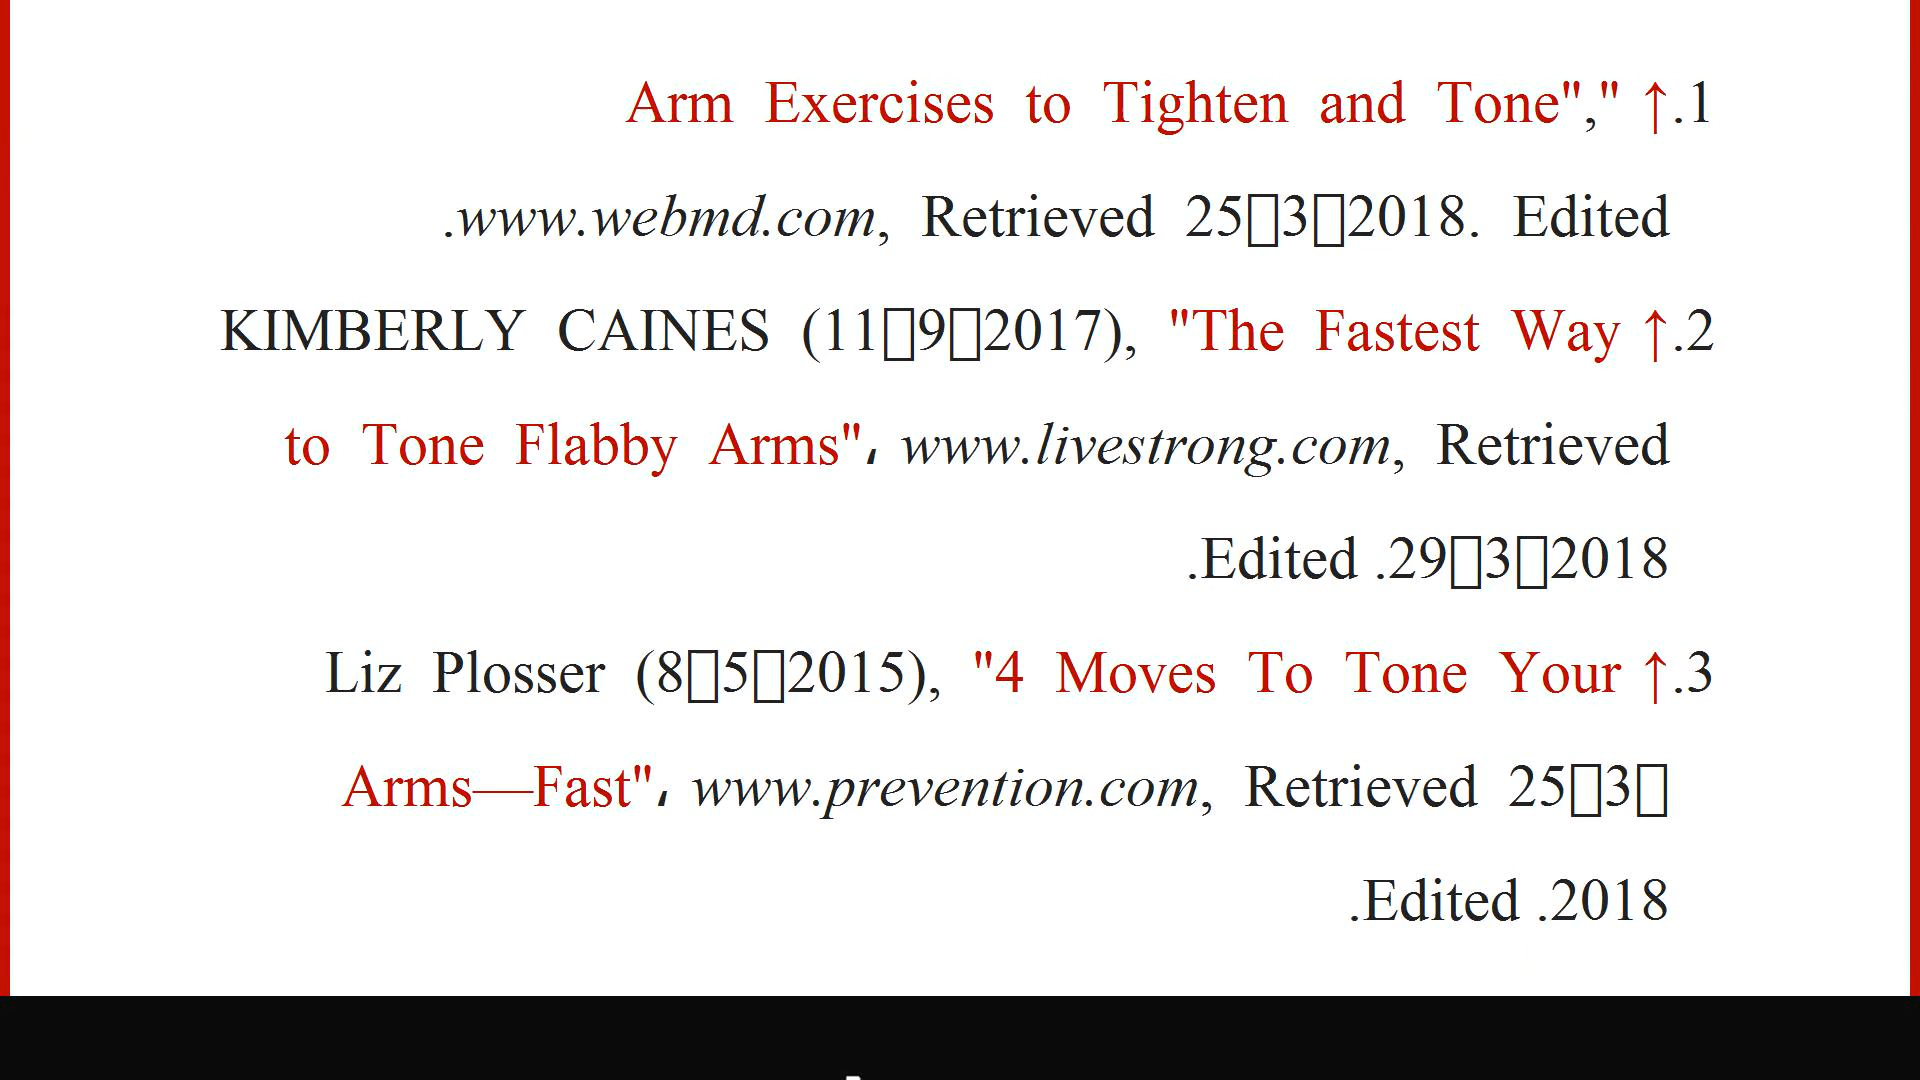 1.↑ "Arm Exercises to Tighten and Tone",
www.webmd.com, Retrieved 25▯3▯2018. Edited.
2.↑ KIMBERLY CAINES (11▯9▯2017), "The Fastest Way
to Tone Flabby Arms"، www.livestrong.com, Retrieved
29▯3▯2018. Edited.
3.↑ Liz Plosser (8▯5▯2015), "4 Moves To Tone Your
Arms—Fast"، www.prevention.com, Retrieved 25▯3▯
2018. Edited.